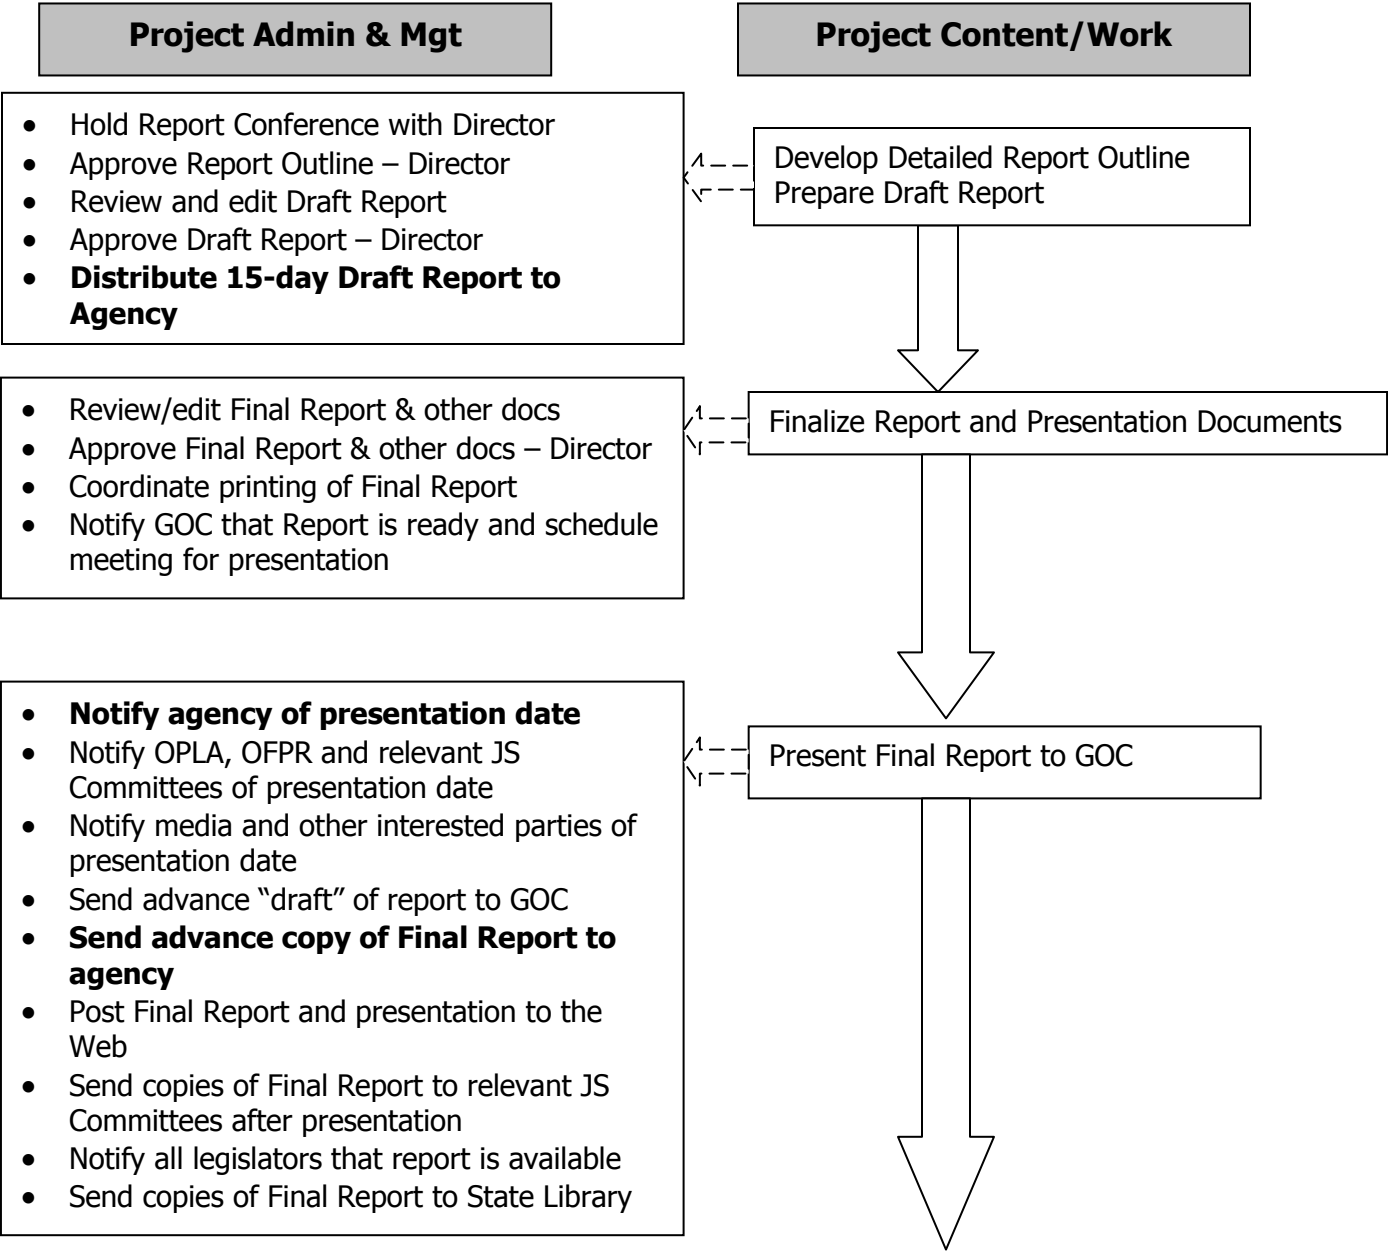 Project Admin & Mgt
Project Content/Work
• Hold Report Conference with Director
• Approve Report Outline – Director
• Review and edit Draft Report
• Approve Draft Report – Director
• Distribute 15-day Draft Report to
Agency
Develop Detailed Report Outline
Prepare Draft Report
• Review/edit Final Report & other docs
• Approve Final Report & other docs – Director
• Coordinate printing of Final Report
• Notify GOC that Report is ready and schedule
meeting for presentation
Finalize Report and Presentation Documents
• Notify agency of presentation date
• Notify OPLA, OFPR and relevant JS
Committees of presentation date
• Notify media and other interested parties of
presentation date
• Send advance “draft” of report to GOC
• Send advance copy of Final Report to
agency
• Post Final Report and presentation to the
Web
• Send copies of Final Report to relevant JS
Committees after presentation
• Notify all legislators that report is available
• Send copies of Final Report to State Library
Present Final Report to GOC